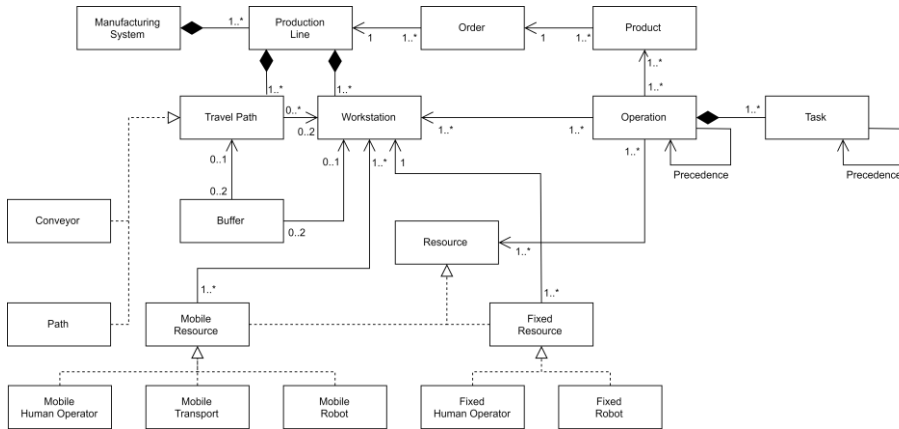 Manufacturing
System
1..*
Production
Line
1
1..*
Order
1
1..*
Product
1..*
1..*
1..*
1..*
Travel Path
0..*
0..2
Workstation
1..*
1..*
Operation
1..*
Task
0..1
0..1
1..*
1
1..*
Precedence
Precedence
0..2
Conveyor
Buffer
0..2
Resource
1..*
1..*
1..*
Path
Mobile
Resource
Fixed
Resource
Mobile
Human Operator
Mobile
Transport
Mobile
Robot
Fixed
Human Operator
Fixed
Robot